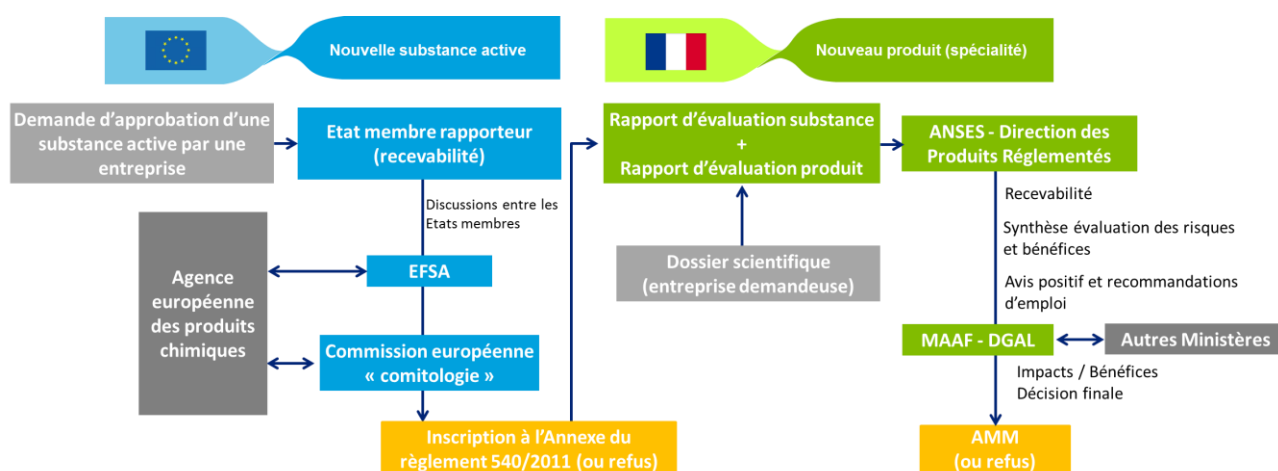 Nouvelle substance active
Nouveau produit (spécialité)
Demande d’approbation d’une
substance active par une
entreprise
Etat membre rapporteur
(recevabilité)
Discussions entre les
Etats membres
Agence
européenne
des produits
chimiques
EFSA
Commission européenne
« comitologie »
Inscription à l’Annexe du
règlement 540/2011 (ou refus)
Rapport d’évaluation substance
+
Rapport d’évaluation produit
Dossier scientifique
(entreprise demandeuse)
ANSES - Direction des
Produits Réglementés
Recevabilité
Synthèse évaluation des risques
et bénéfices
Avis positif et recommandations
d’emploi
MAAF - DGAL
Autres Ministères
Impacts / Bénéfices
Décision finale
AMM
(ou refus)